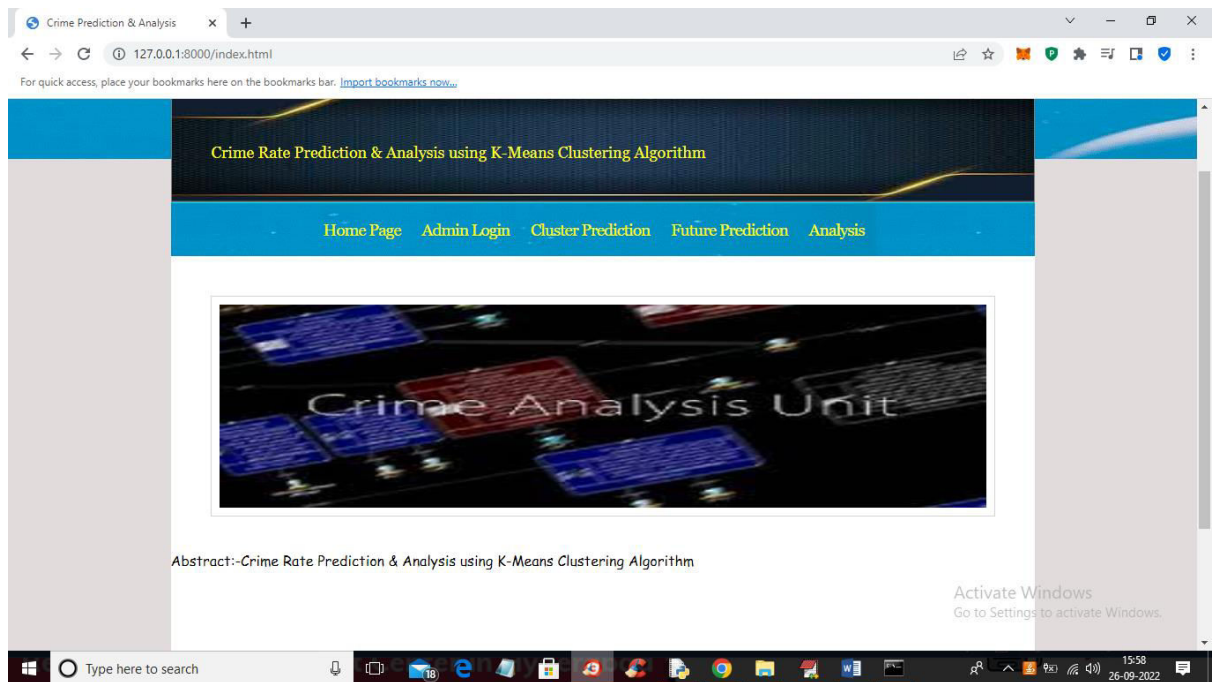 Crime Prediction & Analysis
127.0.0.1:8000/index.html
For quick access, place your bookmarks here on the bookmarks bar. Import bookmarks now...
Crime Rate Prediction & Analysis using K-Means Clustering Algorithm
Home Page Admin Login Cluster Prediction Future Prediction Analysis
Crime Analysis Unit
Abstract:-Crime Rate Prediction & Analysis using K-Means Clustering Algorithm
Activate Windows
Go to Settings to activate Windows.
Type here to search
18
15:58
26-09-2022